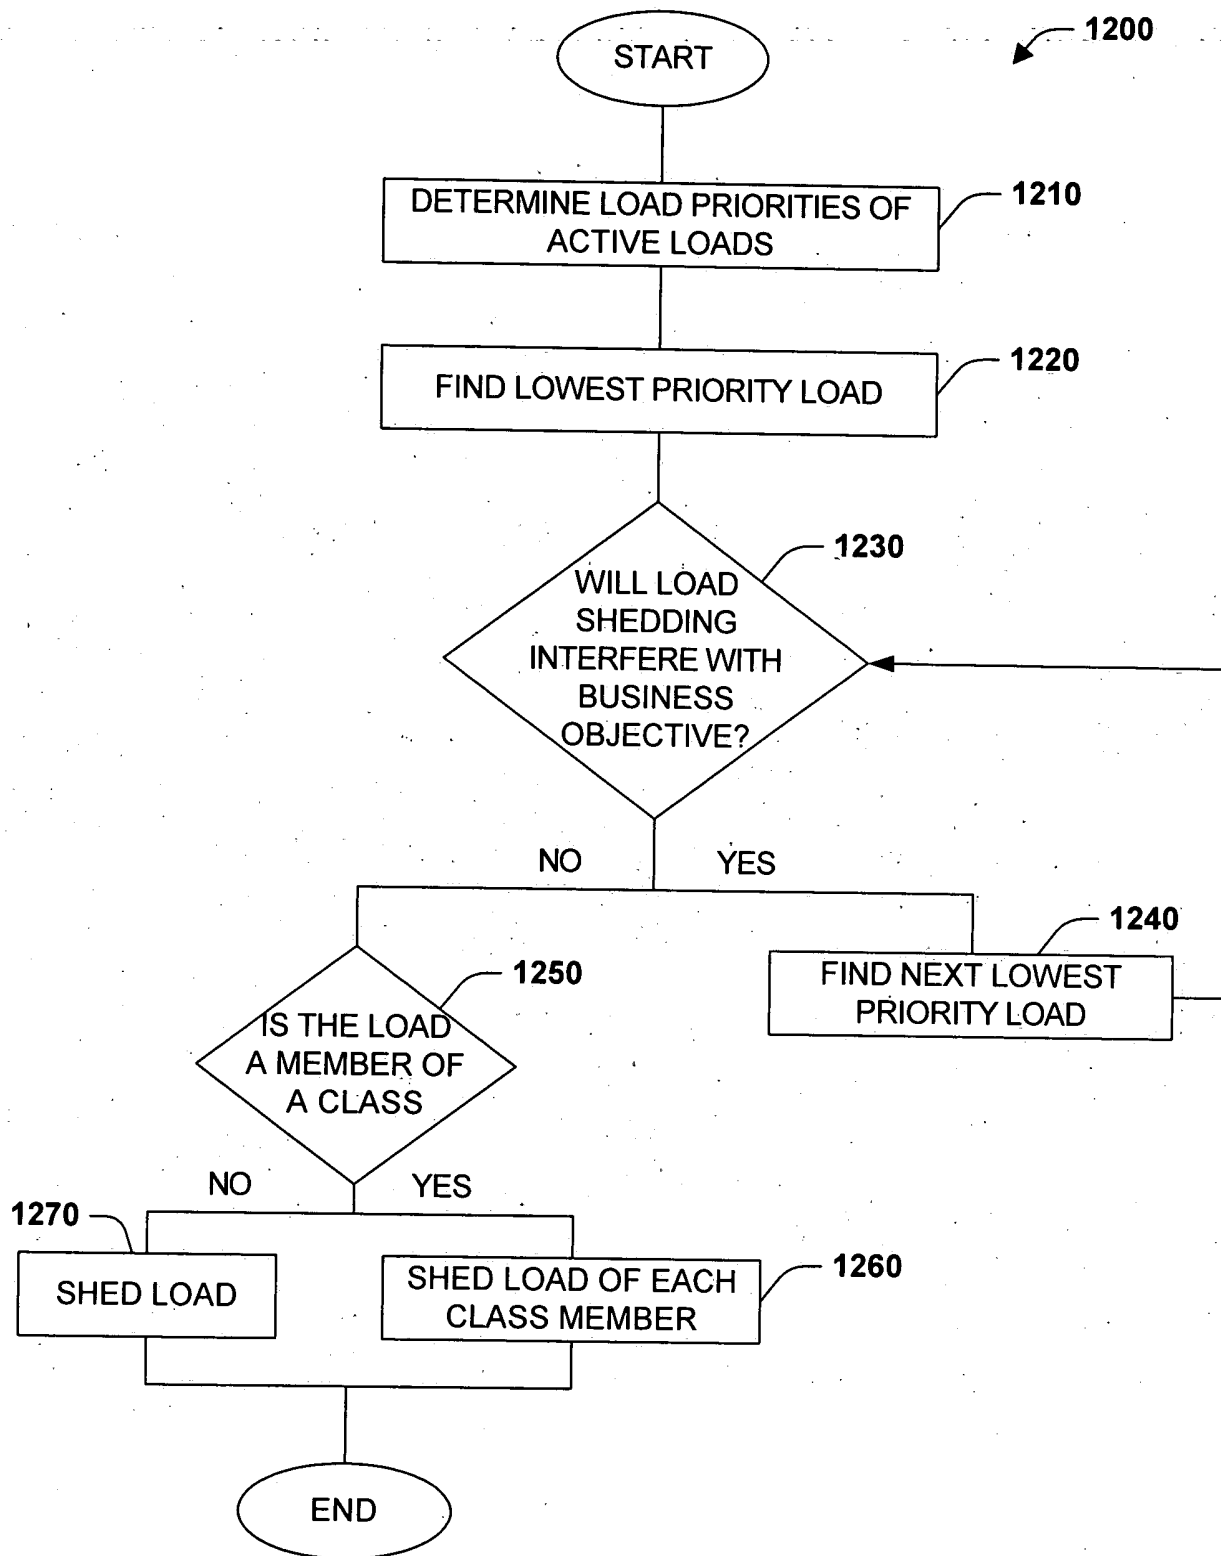 1200
START
1210
DETERMINE LOAD PRIORITIES OF
ACTIVE LOADS
1220
FIND LOWEST PRIORITY LOAD
1230
WILL LOAD
SHEDDING
INTERFERE WITH
BUSINESS
OBJECTIVE?
NO
YES
1240
FIND NEXT LOWEST
PRIORITY LOAD
1250
IS THE LOAD
A MEMBER OF
A CLASS
NO
YES
1270
SHED LOAD
1260
SHED LOAD OF EACH
CLASS MEMBER
END